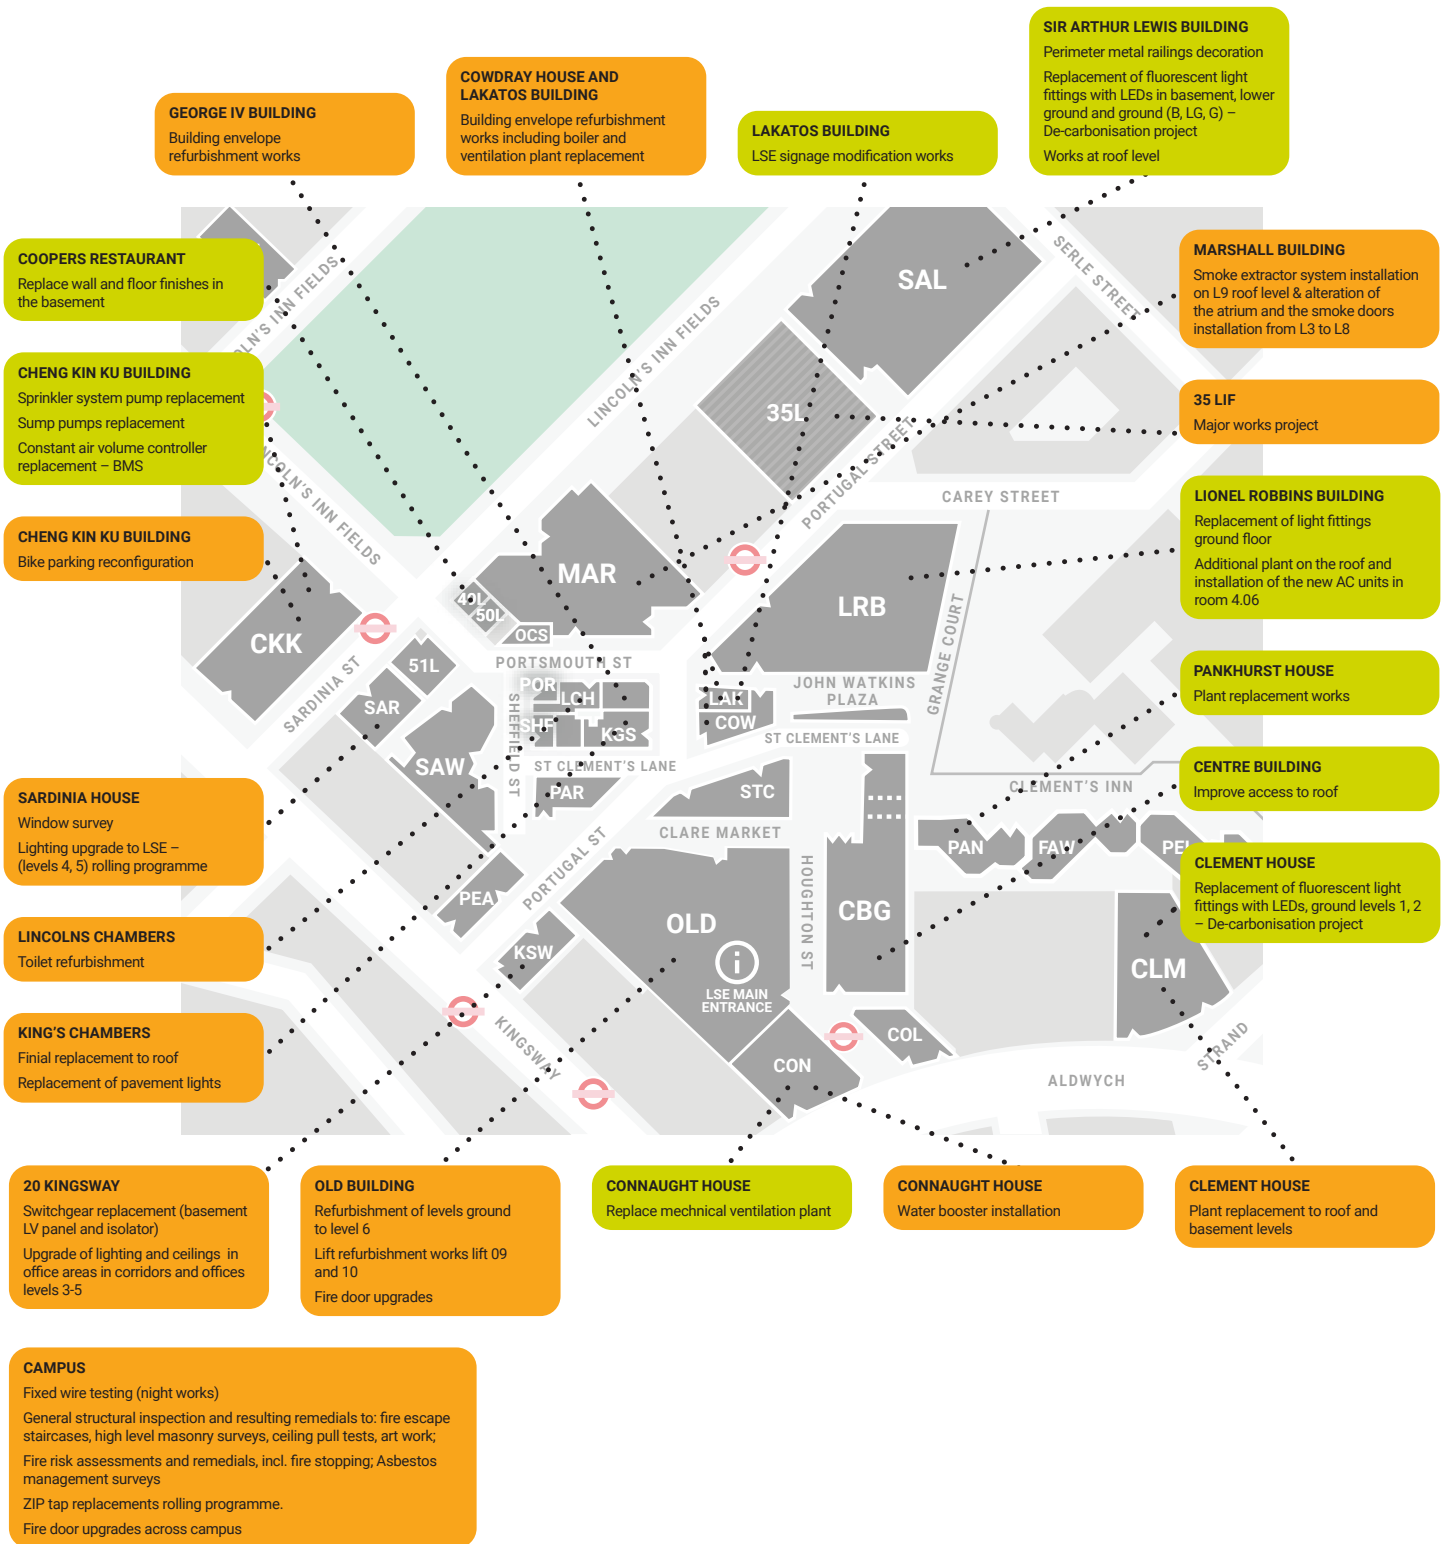 SIR ARTHUR LEWIS BUILDING
Perimeter metal railings decoration
Replacement of fluorescent light
fittings with LEDs in basement, lower
ground and ground (B, LG, G) –
De-carbonisation project
Works at roof level
COWDRAY HOUSE AND
LAKATOS BUILDING
Building envelope refurbishment
works including boiler and
ventilation plant replacement
GEORGE IV BUILDING
Building envelope
refurbishment works
LAKATOS BUILDING
LSE signage modification works
COOPERS RESTAURANT
Replace wall and floor finishes in
the basement
CHENG KIN KU BUILDING
Sprinkler system pump replacement
Sump pumps replacement
Constant air volume controller
replacement – BMS
CHENG KIN KU BUILDING
Bike parking reconfiguration
MARSHALL BUILDING
Smoke extractor system installation
on L9 roof level & alteration of
the atrium and the smoke doors
installation from L3 to L8
35 LIF
Major works project
LIONEL ROBBINS BUILDING
Replacement of light fittings
ground floor
Additional plant on the roof and
installation of the new AC units in
room 4.06
PANKHURST HOUSE
Plant replacement works
CENTRE BUILDING
Improve access to roof
CLEMENT HOUSE
Replacement of fluorescent light
fittings with LEDs, ground levels 1, 2
– De-carbonisation project
SARDINIA HOUSE
Window survey
Lighting upgrade to LSE –
(levels 4, 5) rolling programme
LINCOLNS CHAMBERS
Toilet refurbishment
KING'S CHAMBERS
Finial replacement to roof
Replacement of pavement lights
SAL
SERLE STREET
OLN'S INN FIELDS
LINCOLN'S INN FIELDS
NCOLN'S INN FIELDS
35L
PORTUGAL STREET
CAREY STREET
MAR
49L
50L
OCS
LRB
GRANGE COURT
CKK
SARDINIA ST
51L
SAR
SAW
PORTSMOUTH ST
POR
LCH
SHF
KGS
SHEFFIELD ST
ST CLEMENT'S LANE
PAR
LAK
COW
JOHN WATKINS
PLAZA
ST CLEMENT'S LANE
STC
CLARE MARKET
CLEMENT'S INN
PAN
FAW
PEL
PEA
PORTUGAL ST
KSW
OLD
LSE MAIN
ENTRANCE
HOUGHTON ST
CBG
CLM
COL
CON
KINGSWAY
ALDWYCH
STRAND
20 KINGSWAY
Switchgear replacement (basement
LV panel and isolator)
Upgrade of lighting and ceilings in
office areas in corridors and offices
levels 3-5
OLD BUILDING
Refurbishment of levels ground
to level 6
Lift refurbishment works lift 09
and 10
Fire door upgrades
CONNAUGHT HOUSE
Replace mechnical ventilation plant
CONNAUGHT HOUSE
Water booster installation
CLEMENT HOUSE
Plant replacement to roof and
basement levels
CAMPUS
Fixed wire testing (night works)
General structural inspection and resulting remedials to: fire escape
staircases, high level masonry surveys, ceiling pull tests, art work;
Fire risk assessments and remedials, incl. fire stopping; Asbestos
management surveys
ZIP tap replacements rolling programme.
Fire door upgrades across campus